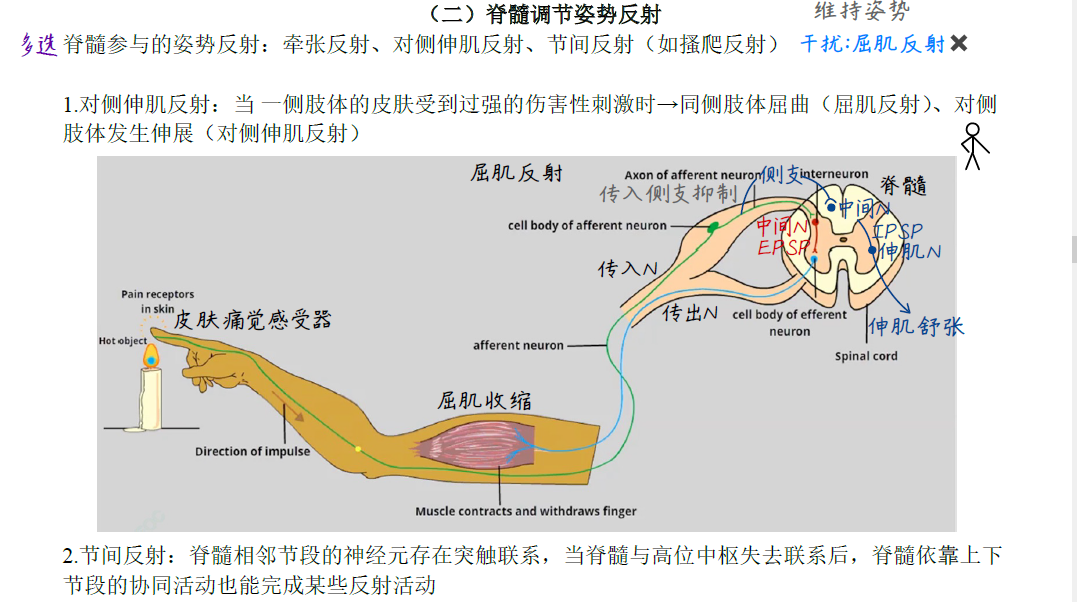 （二）脊髓调节姿势反射
维持姿势
多选 脊髓参与的姿势反射：牵张反射、对侧伸肌反射、节间反射（如搔爬反射） 干扰:屈肌反射✖
1.对侧伸肌反射：当 一侧肢体的皮肤受到过强的伤害性刺激时→同侧肢体屈曲（屈肌反射）、对侧
肢体发生伸展（对侧伸肌反射）
屈肌反射
Axon of afferent neuron
侧支
interneuron
脊髓
传入侧支抑制
中间N
cell body of afferent neuron
中间N
IPSP
EPSP
伸肌N
传入N
Pain receptors
in skin
皮肤痛觉感受器
传出N
cell body of efferent
neuron
伸肌舒张
Hot object
afferent neuron
Spinal cord
屈肌收缩
Direction of impulse
Muscle contracts and withdraws finger
2.节间反射：脊髓相邻节段的神经元存在突触联系，当脊髓与高位中枢失去联系后，脊髓依靠上下
节段的协同活动也能完成某些反射活动